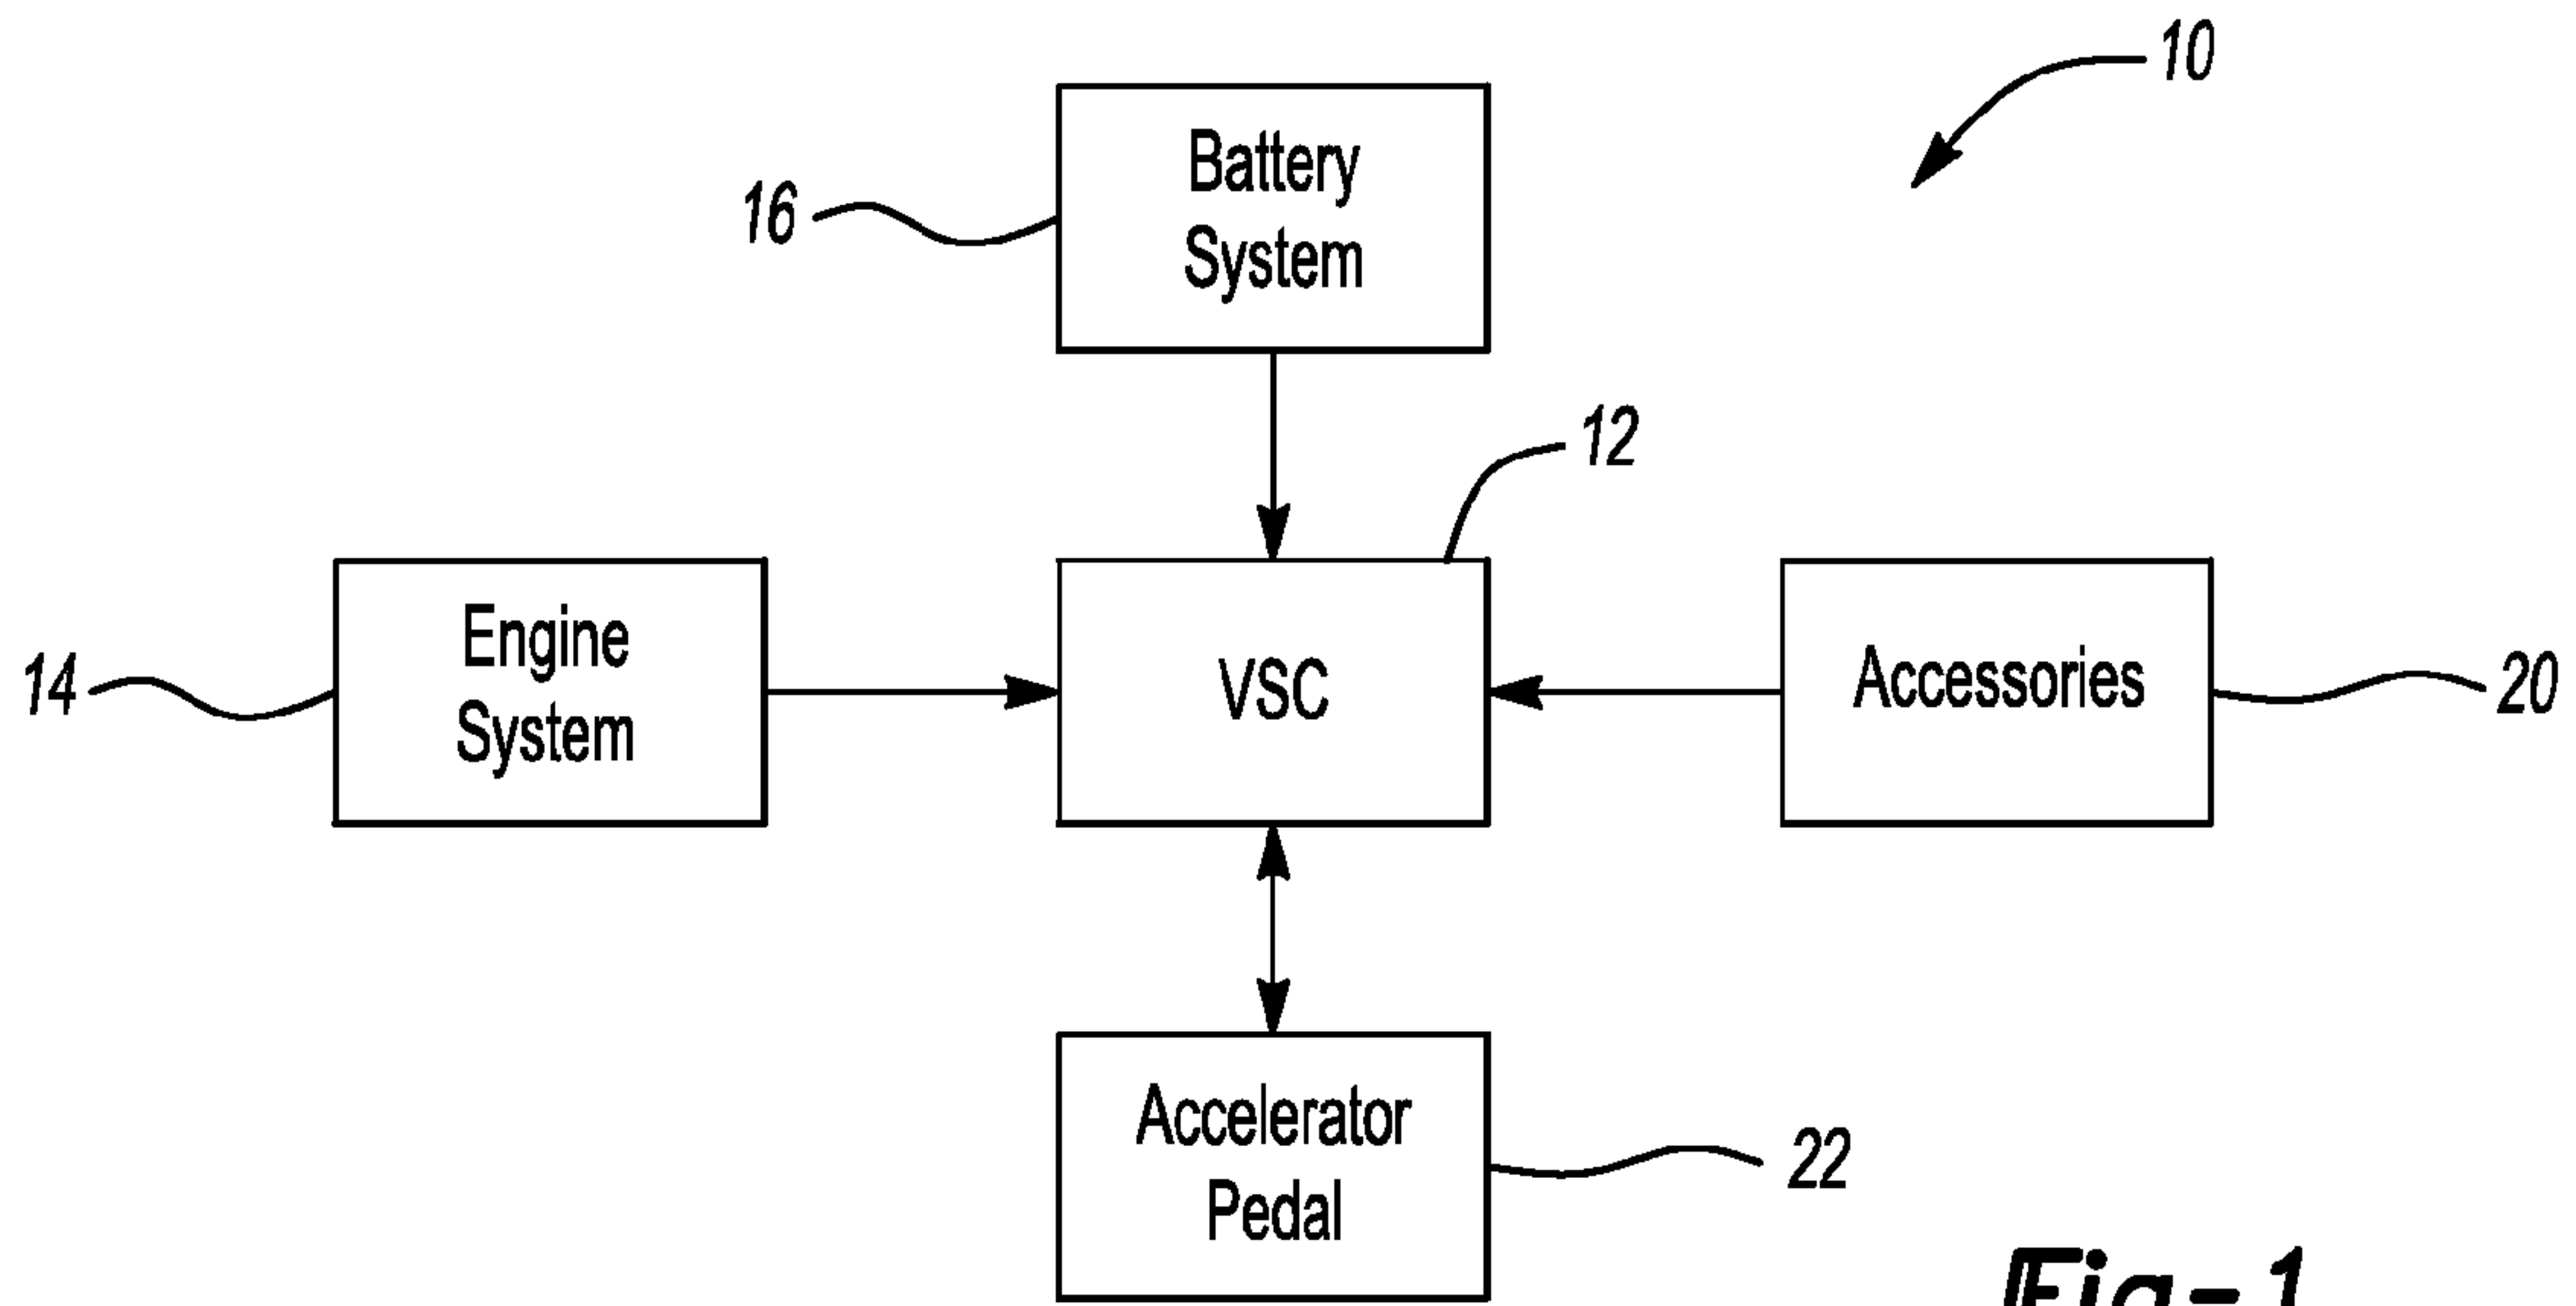 10
Battery
System
16
12
Engine
System
14
VSC
Accessories
20
Accelerator
Pedal
22
Fig-1